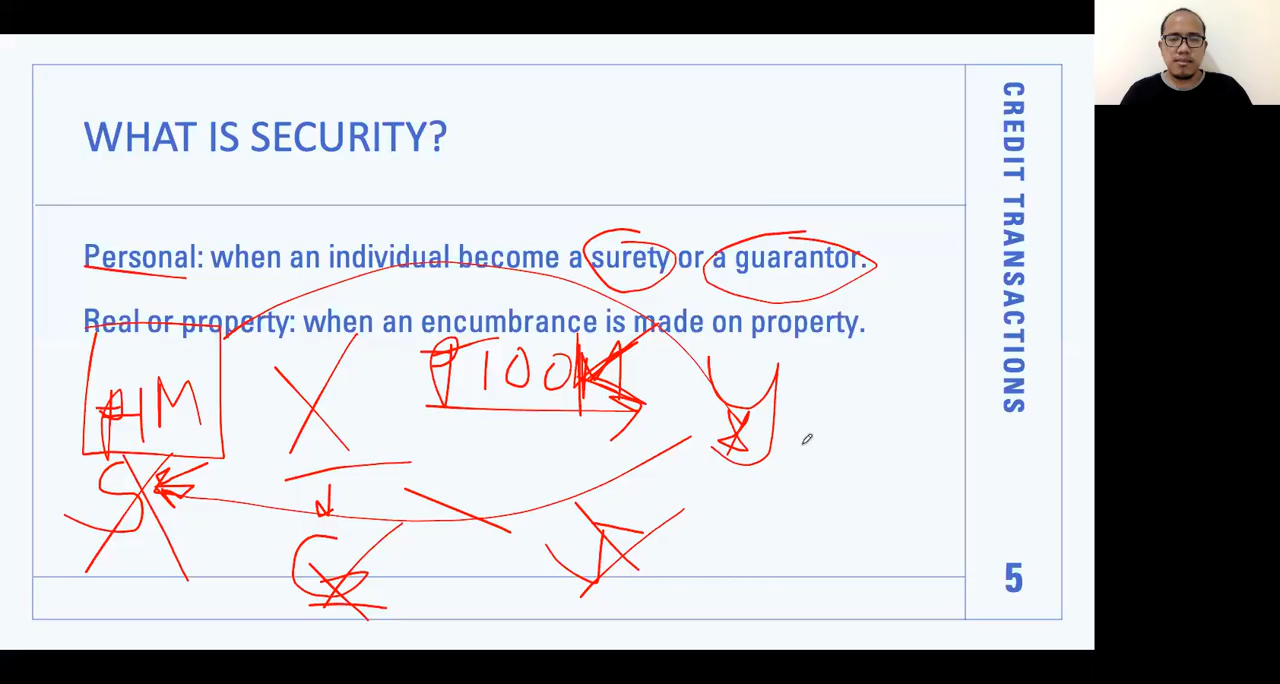 WHAT IS SECURITY?
Personal: when an individual become a surety or a guarantor.
Real or property: when an encumbrance is made on property.
₱1M
X
₱100K
Y
S
G
CREDIT TRANSACTIONS
5